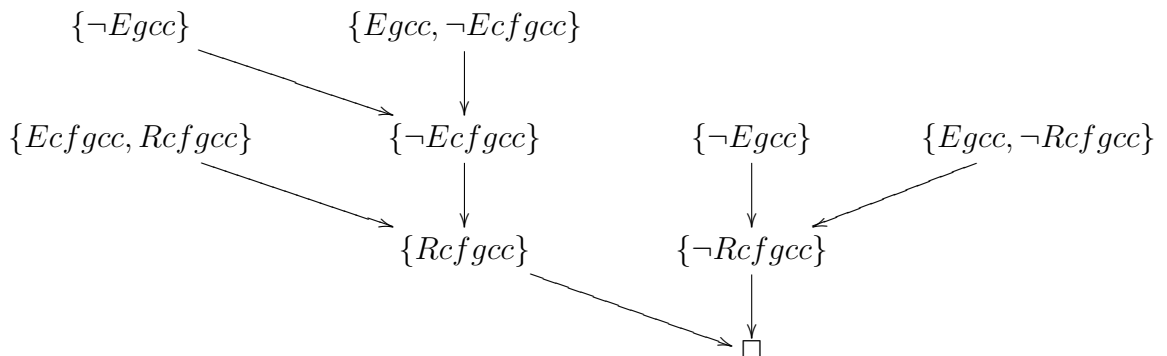 {¬Egcc} {Egcc, ¬Ecfgcc}
{Ecfgcc, Rcfgcc} {¬Ecfgcc} {¬Egcc} {Egcc, ¬Rcfgcc}
{Rcfgcc} {¬Rcfgcc}
□